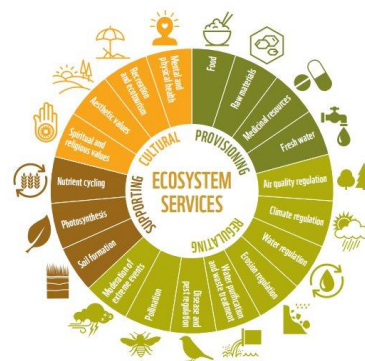 ECOSYSTEM
SERVICES
PROVISIONING
Food
Raw materials
Medicinal resources
Fresh water
REGULATING
Air quality regulation
Climate regulation
Water regulation
Erosion regulation
Water purification
and waste treatment
Disease and
pest regulation
Pollination
Moderation of
extreme events
SUPPORTING
Soil formation
Photosynthesis
Nutrient cycling
CULTURAL
Spiritual and
religious values
Aesthetic values
Recreation
and ecotourism
Mental and
physical health